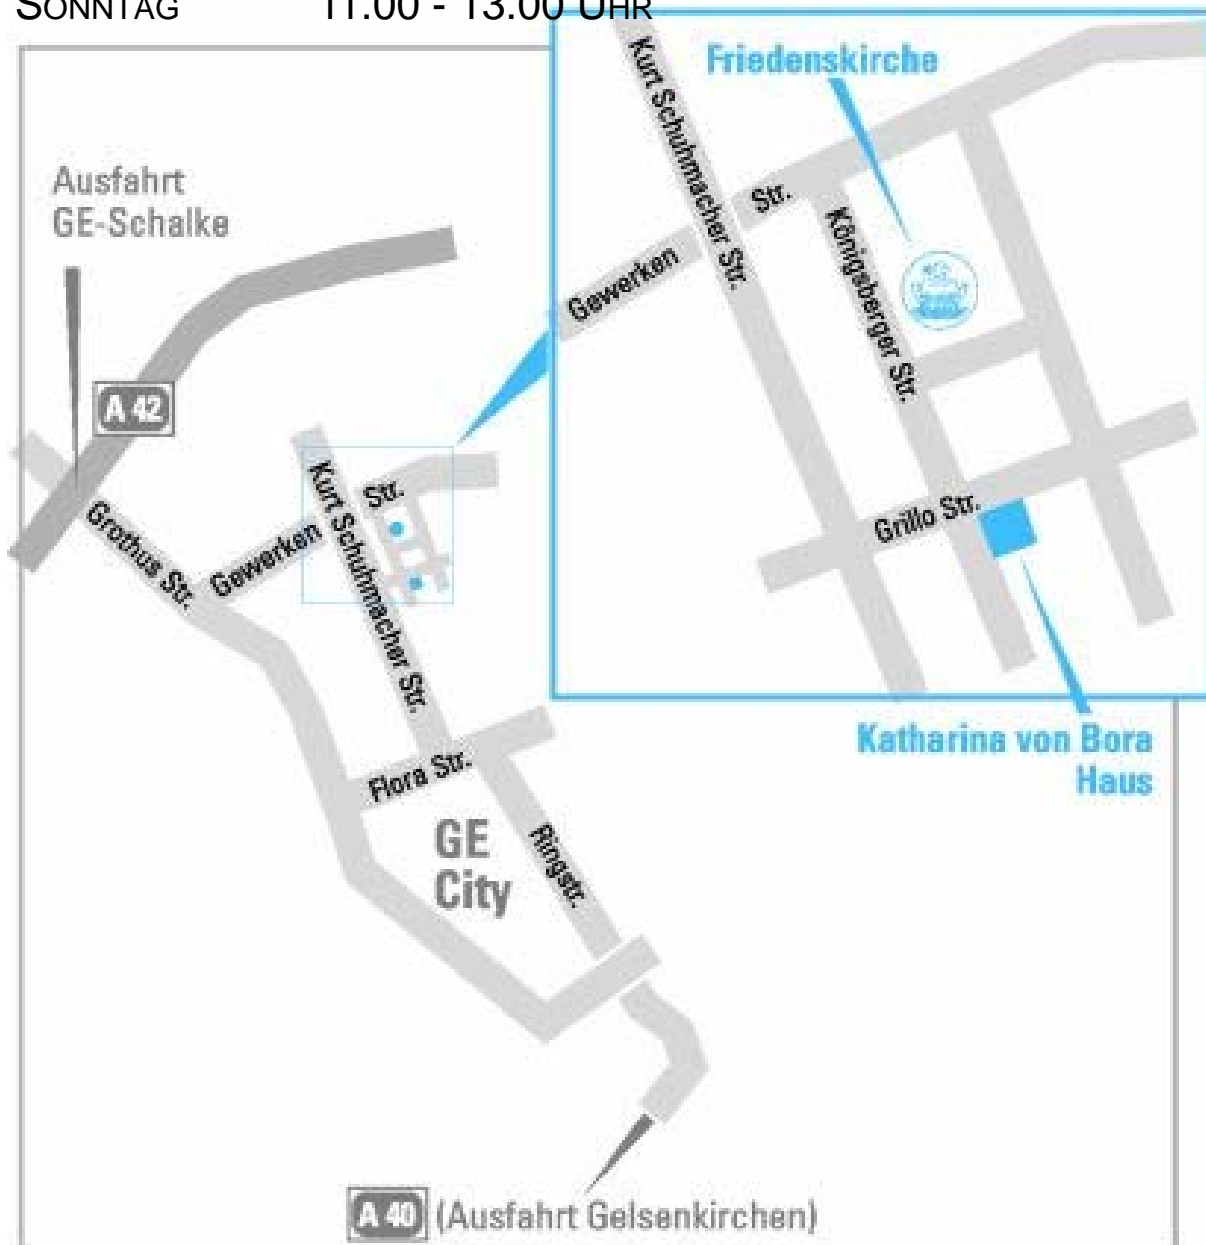 SONNTAG 11.00 - 13.00 UHR
Friedenskirche
Kurt Schuhmacher Str.
Gewerken Str.
Königsberger Str.
Grillo Str.
Katharina von Bora
Haus
Ausfahrt
GE-Schalke
A 42
Grothus Str.
Gewerken Str.
Kurt Schuhmacher Str.
Flora Str.
GE
City
Ringstr.
A 40 (Ausfahrt Gelsenkirchen)